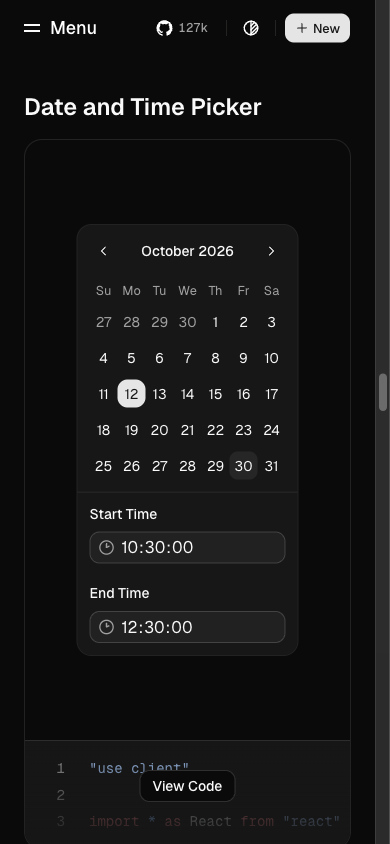 Menu 127k + New
Date and Time Picker
October 2026
Su Mo Tu We Th Fr Sa
27 28 29 30 1 2 3
4 5 6 7 8 9 10
11 12 13 14 15 16 17
18 19 20 21 22 23 24
25 26 27 28 29 30 31
Start Time
10:30:00
End Time
12:30:00
1 "use client"
View Code
2
3 import * as React from "react"